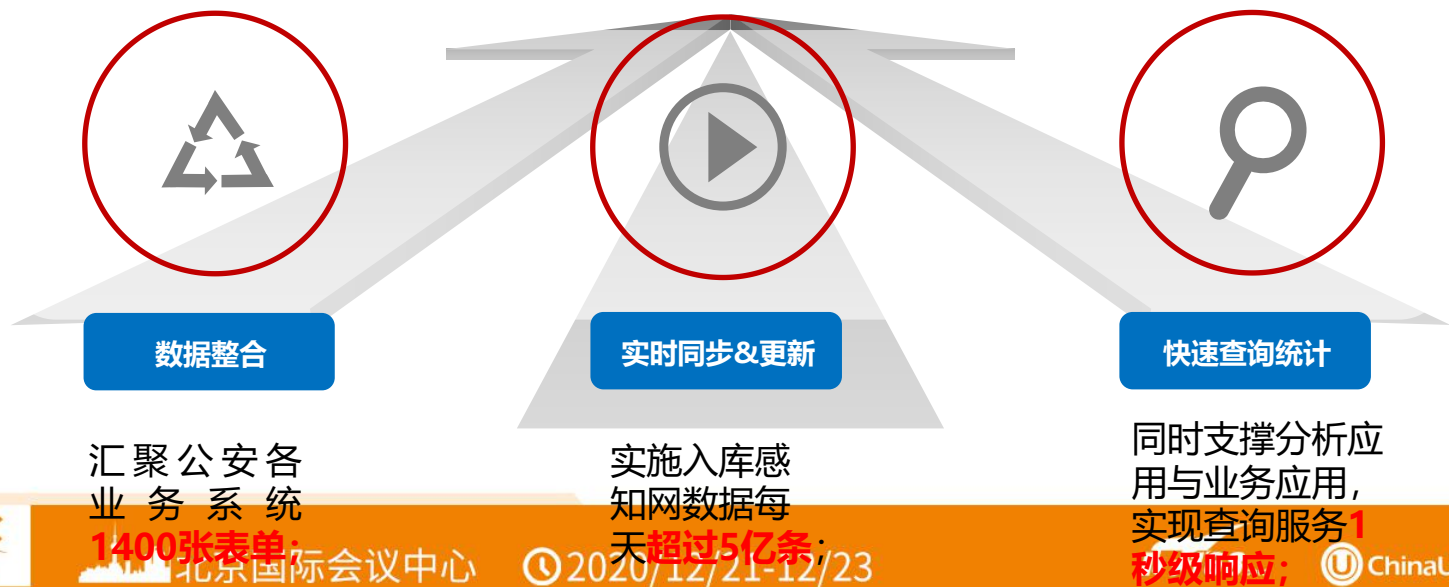 数据整合
汇聚公安各
业务系统
1400张表单;
实时同步&更新
实施入库感
知网数据每
天超过5亿条;
快速查询统计
同时支撑分析应
用与业务应用,
实现查询服务1
秒级响应;
北京国际会议中心
2020/12/21-12/23
ChinaU